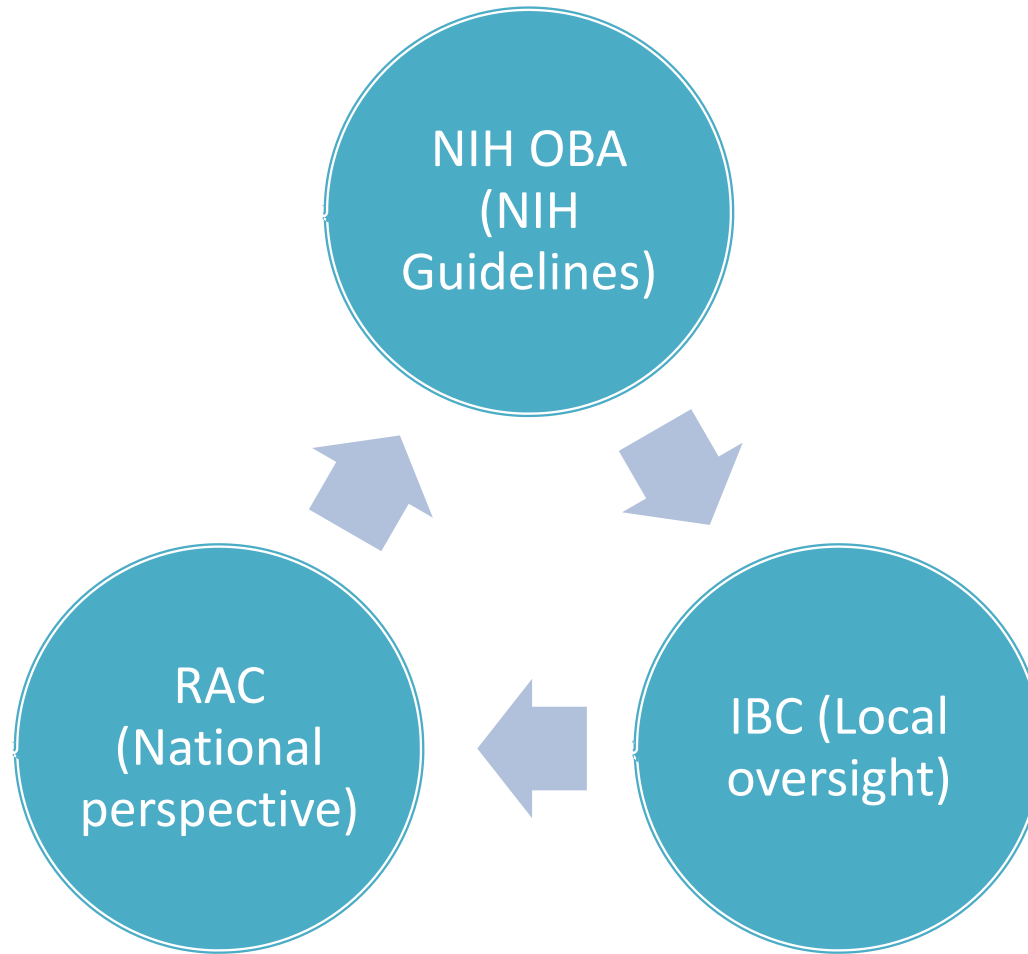 NIH OBA
(NIH
Guidelines)
RAC
(National
perspective)
IBC (Local
oversight)